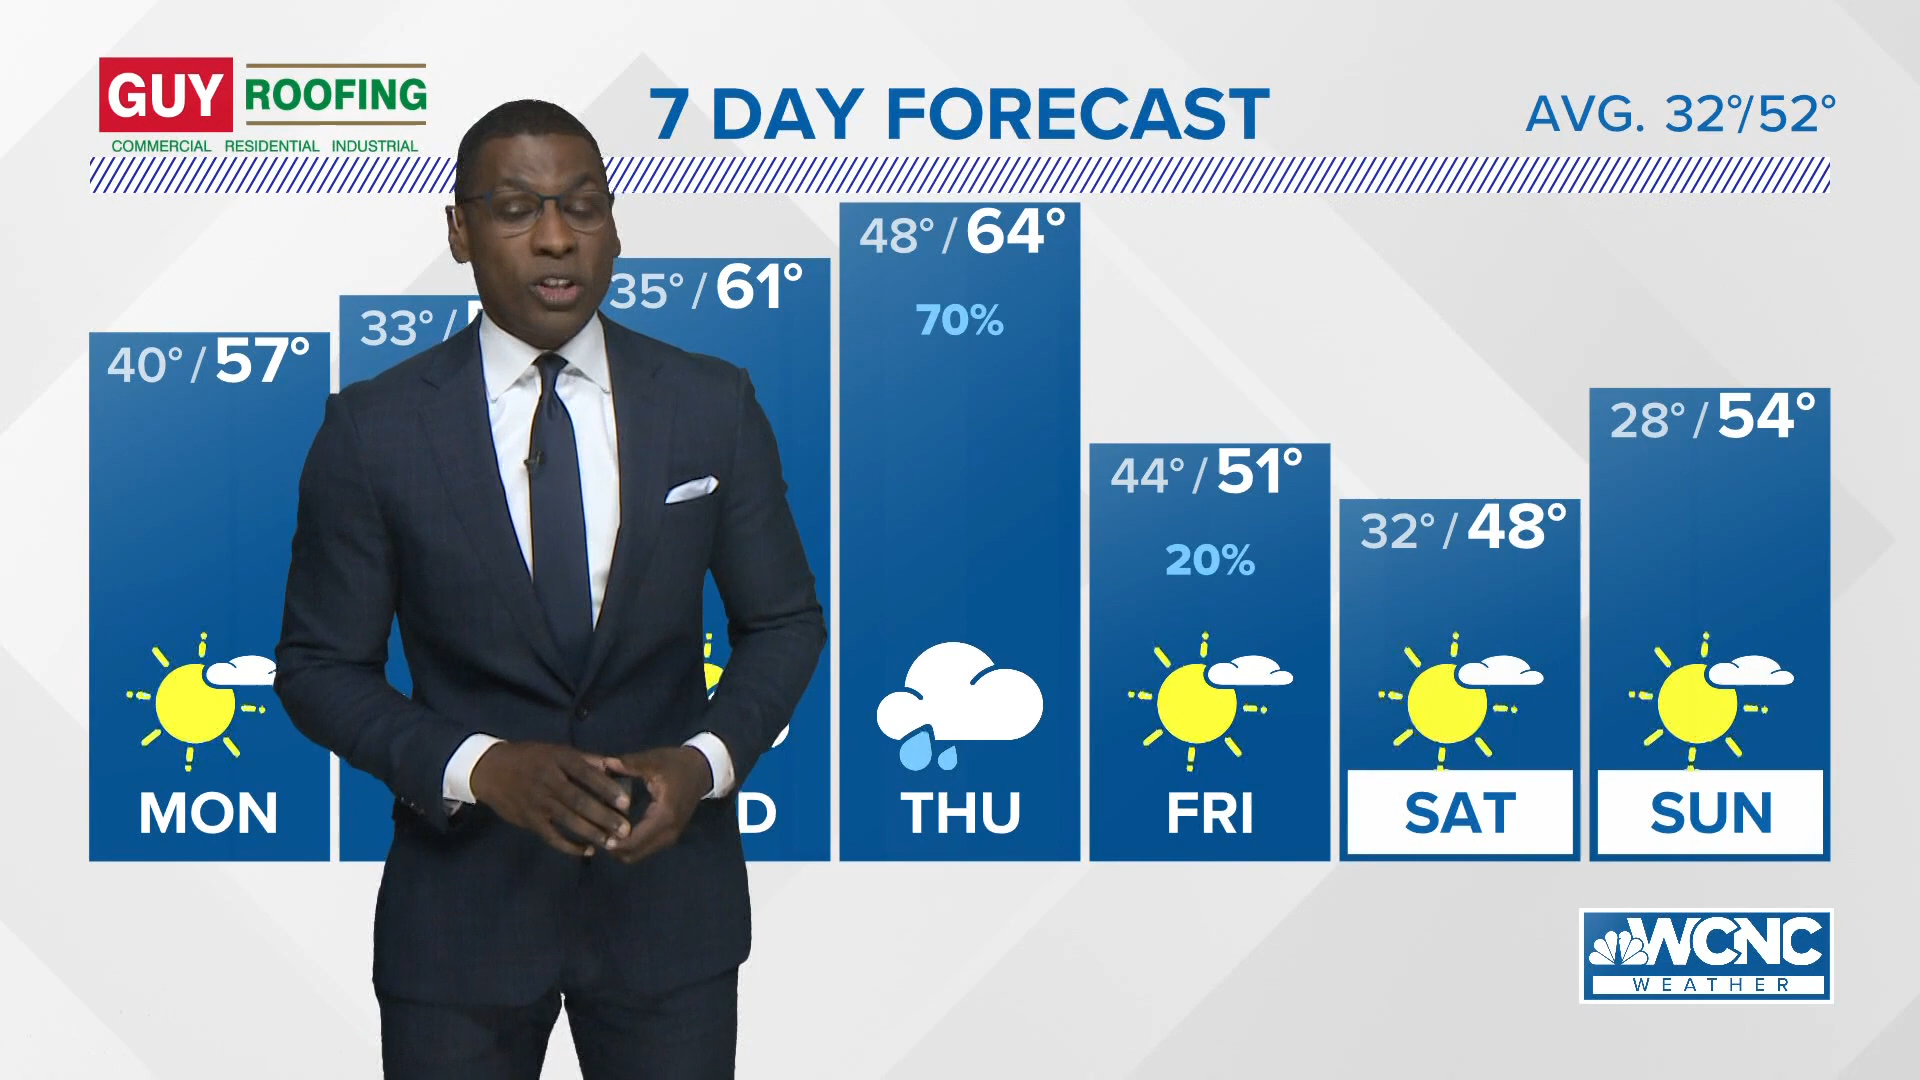 GUY ROOFING
COMMERCIAL RESIDENTIAL INDUSTRIAL
7 DAY FORECAST
AVG. 32°/52°
40° / 57°
33° /
35° / 61°
48° / 64°
70%
44° / 51°
20%
32° / 48°
28° / 54°
MON
THU
FRI
SAT
SUN
WCNC
WEATHER